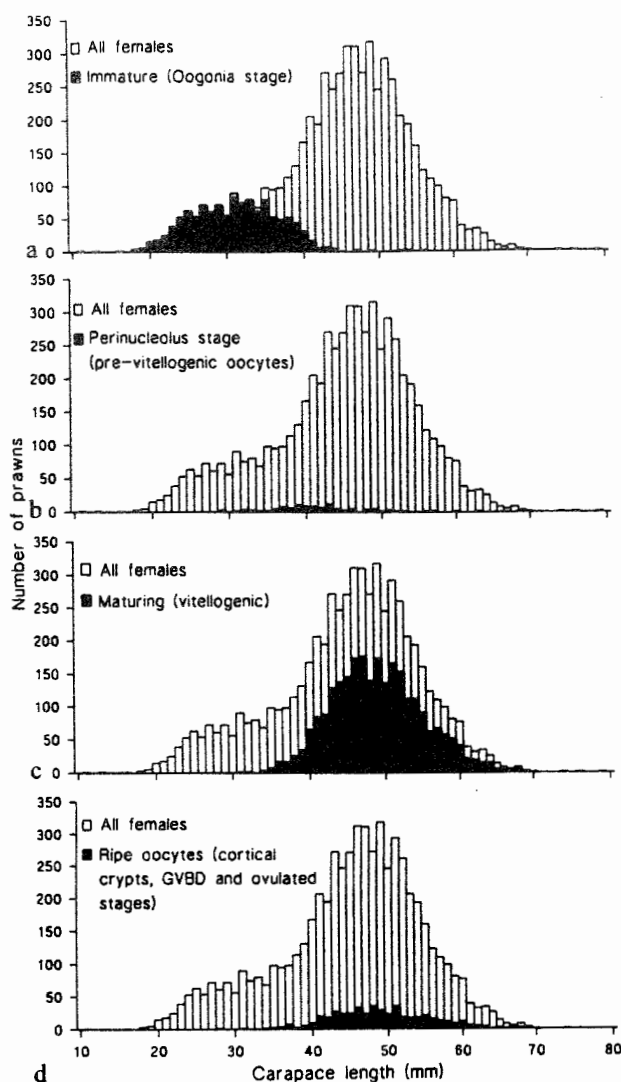 350
300
250
200
150
100
50
0
All females
Immature (Oogonia stage)
a
350
300
250
200
150
100
50
0
All females
Perinucleolus stage
(pre-vitellogenic oocytes)
b
Number of prawns
350
300
250
200
150
100
50
0
All females
Maturing (vitellogenic)
c
350
300
250
200
150
100
50
0
All females
Ripe oocytes (cortical
crypts, GVBD and ovulated
stages)
10 20 30 40 50 60 70 80
d
Carapace length (mm)